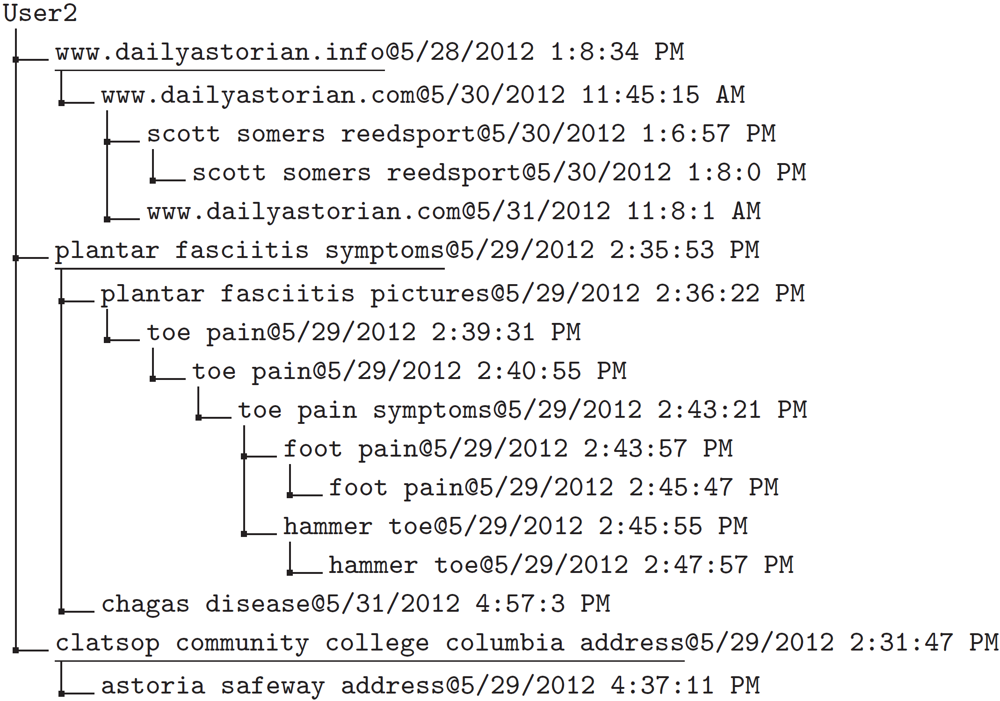 User2
www.dailyastorian.info@5/28/2012 1:8:34 PM
www.dailyastorian.com@5/30/2012 11:45:15 AM
scott somers reedsport@5/30/2012 1:6:57 PM
scott somers reedsport@5/30/2012 1:8:0 PM
www.dailyastorian.com@5/31/2012 11:8:1 AM
plantar fasciitis symptoms@5/29/2012 2:35:53 PM
plantar fasciitis pictures@5/29/2012 2:36:22 PM
toe pain@5/29/2012 2:39:31 PM
toe pain@5/29/2012 2:40:55 PM
toe pain symptoms@5/29/2012 2:43:21 PM
foot pain@5/29/2012 2:43:57 PM
foot pain@5/29/2012 2:45:47 PM
hammer toe@5/29/2012 2:45:55 PM
hammer toe@5/29/2012 2:47:57 PM
chagas disease@5/31/2012 4:57:3 PM
clatsop community college columbia address@5/29/2012 2:31:47 PM
astoria safeway address@5/29/2012 4:37:11 PM